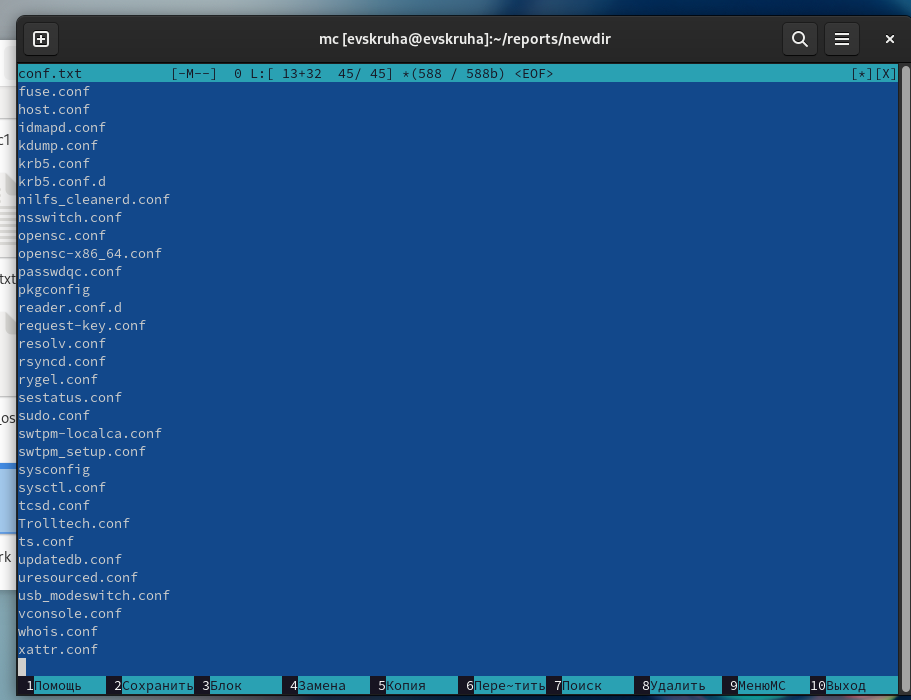 mc [evskruha@evskruha]:~/reports/newdir
conf.txt [-M--] 0 L:[ 13+32 45/ 45] *(588 / 588b) <EOF> [*][X]
fuse.conf
host.conf
idmapd.conf
kdump.conf
krb5.conf
krb5.conf.d
nilfs_cleanerd.conf
nsswitch.conf
opensc.conf
opensc-x86_64.conf
passwdqc.conf
pkgconfig
reader.conf.d
request-key.conf
resolv.conf
rsyncd.conf
rygel.conf
sestatus.conf
sudo.conf
swtpm-localca.conf
swtpm_setup.conf
sysconfig
sysctl.conf
tcsd.conf
Trolltech.conf
ts.conf
updatedb.conf
uresourced.conf
usb_modeswitch.conf
vconsole.conf
whois.conf
xattr.conf
1Помощь 2Сохранить 3Блок 4Замена 5Копия 6Пере~тить 7Поиск 8Удалить 9МенюМС 10Выход
c1
txt
_os
rk